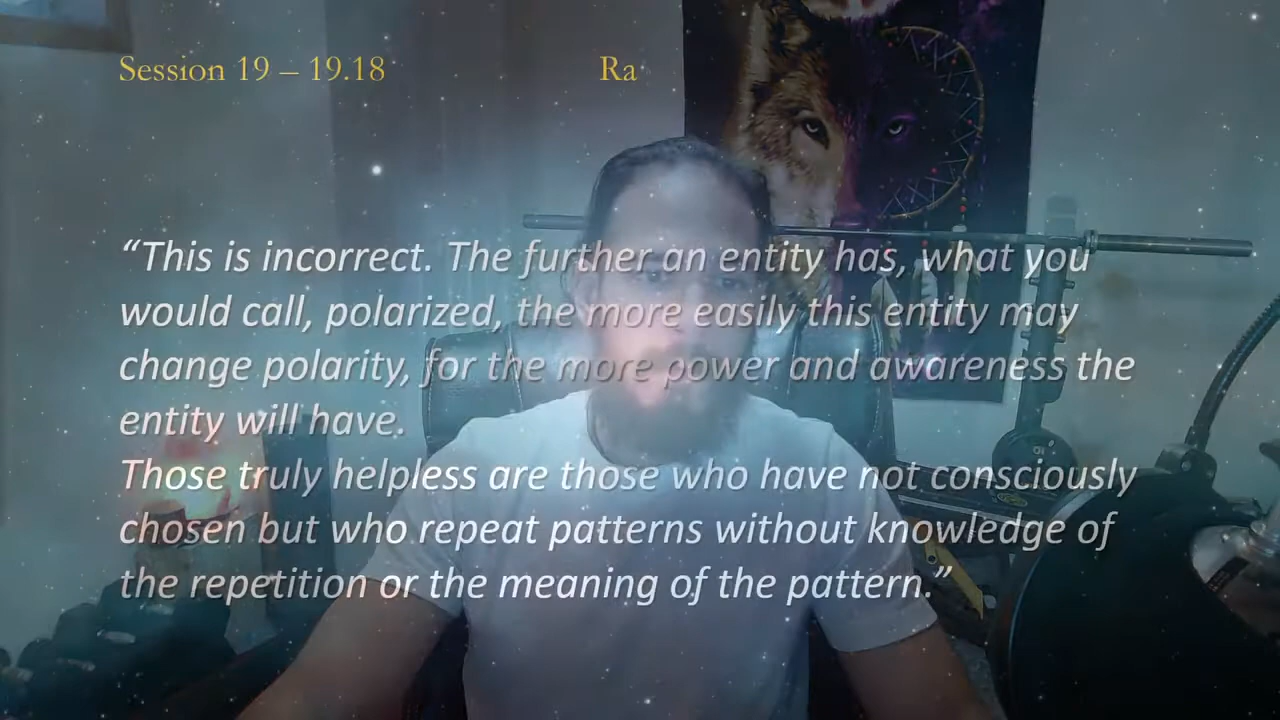 Session 19 – 19.18 Ra
“This is incorrect. The further an entity has, what you
would call, polarized, the more easily this entity may
change polarity, for the more power and awareness the
entity will have.
Those truly helpless are those who have not consciously
chosen but who repeat patterns without knowledge of
the repetition or the meaning of the pattern.”